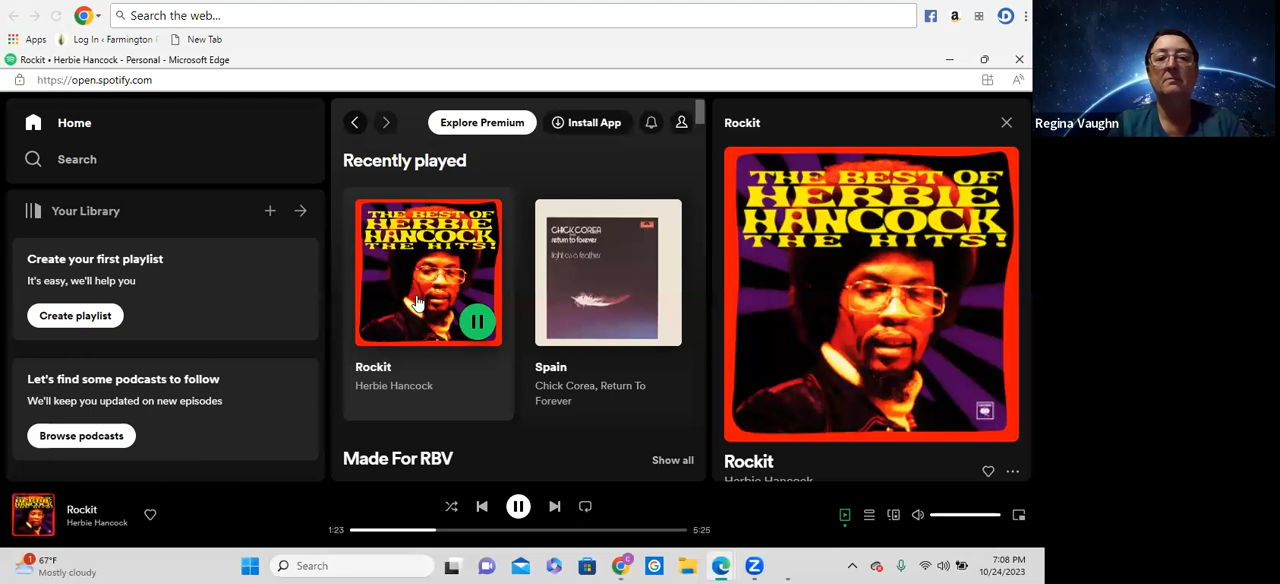 Search the web...
Apps
Log In ‹ Farmington
New Tab
Rockit • Herbie Hancock - Personal - Microsoft Edge
https://open.spotify.com
Home
Search
Your Library
Create your first playlist
It's easy, we'll help you
Create playlist
Let's find some podcasts to follow
We'll keep you updated on new episodes
Browse podcasts
Explore Premium
Install App
Recently played
THE BEST OF
HERBIE
HANCOCK
THE HITS!
Rockit
Herbie Hancock
CHICK COREA
return to forever
light as a feather
Spain
Chick Corea, Return To
Forever
Made For RBV
Show all
Rockit
THE BEST OF
HERBIE
HANCOCK
THE HITS!
Rockit
Herbie Hancock
Regina Vaughn
Rockit
Herbie Hancock
1:23
5:25
1
67°F
Mostly cloudy
Search
7:08 PM
10/24/2023